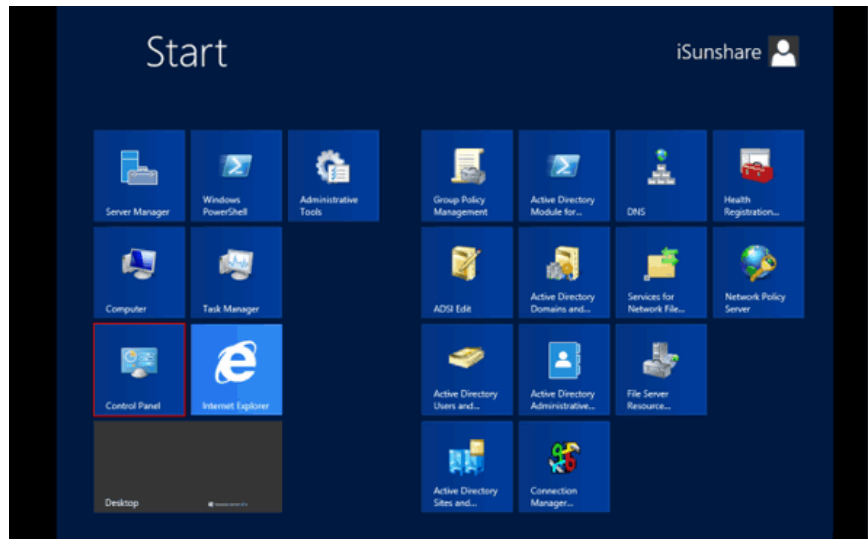 Start
iSunshare
Server Manager
Windows
PowerShell
Administrative
Tools
Group Policy
Management
Active Directory
Module for...
DNS
Health
Registration...
Computer
Task Manager
ADSI Edit
Active Directory
Domains and...
Services for
Network File...
Network Policy
Server
Control Panel
Internet Explorer
Active Directory
Users and...
Active Directory
Administrative...
File Server
Resource...
Desktop
Active Directory
Sites and...
Connection
Manager...